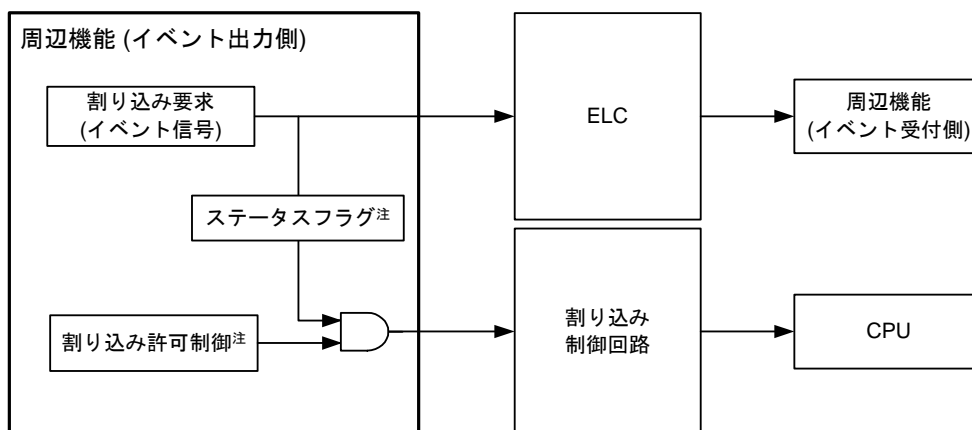 周辺機能 (イベント出力側)
割り込み要求
(イベント信号)
ELC
周辺機能
(イベント受付側)
ステータスフラグ注
割り込み許可制御注
割り込み
制御回路
CPU